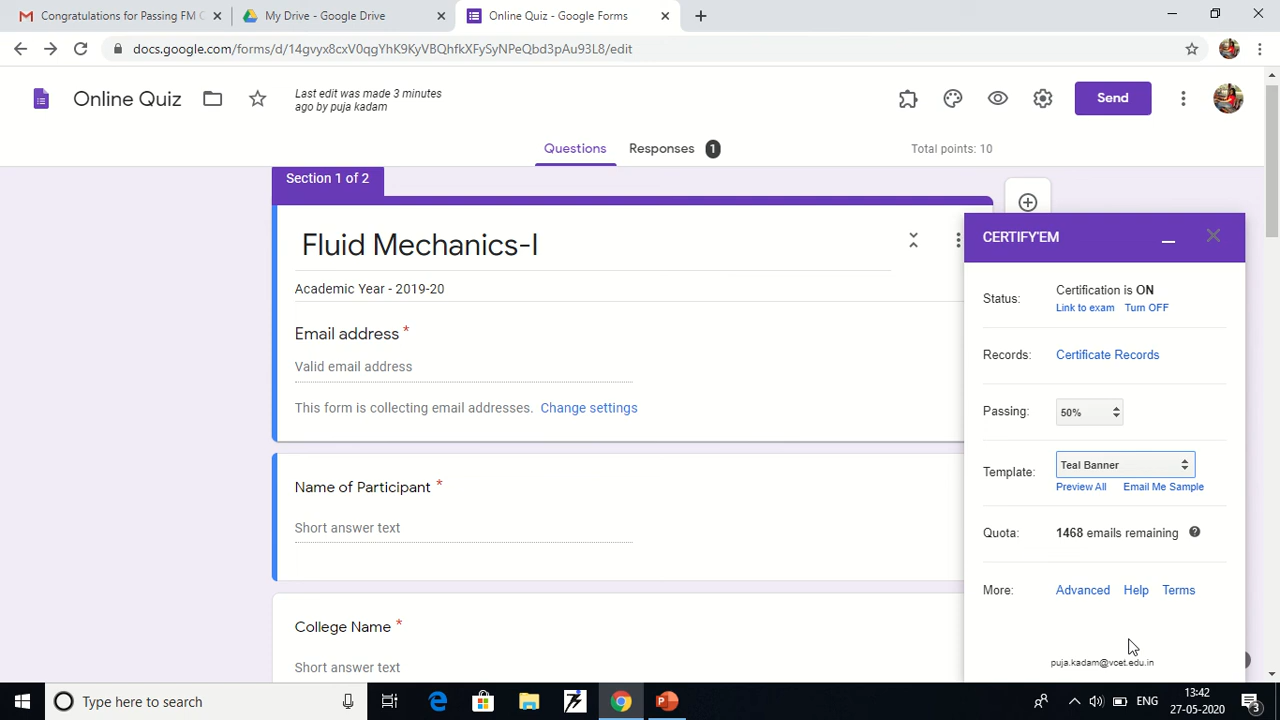 Congratulations for Passing FM
My Drive - Google Drive
Online Quiz - Google Forms
docs.google.com/forms/d/14gvyx8cxV0qgYhK9KyVBQhfkXFySyNPeQbd3pAu93L8/edit
Online Quiz
Last edit was made 3 minutes
ago by puja kadam
Send
Questions
Responses 1
Total points: 10
Section 1 of 2
Fluid Mechanics-I
Academic Year - 2019-20
Email address *
Valid email address
This form is collecting email addresses. Change settings
Name of Participant *
Short answer text
College Name *
Short answer text
CERTIFY'EM
Status: Certification is ON
Link to exam Turn OFF
Records: Certificate Records
Passing: 50%
Template: Teal Banner
Preview All Email Me Sample
Quota: 1468 emails remaining
More: Advanced Help Terms
puja.kadam@vcet.edu.in
Type here to search
ENG
13:42
27-05-2020
3